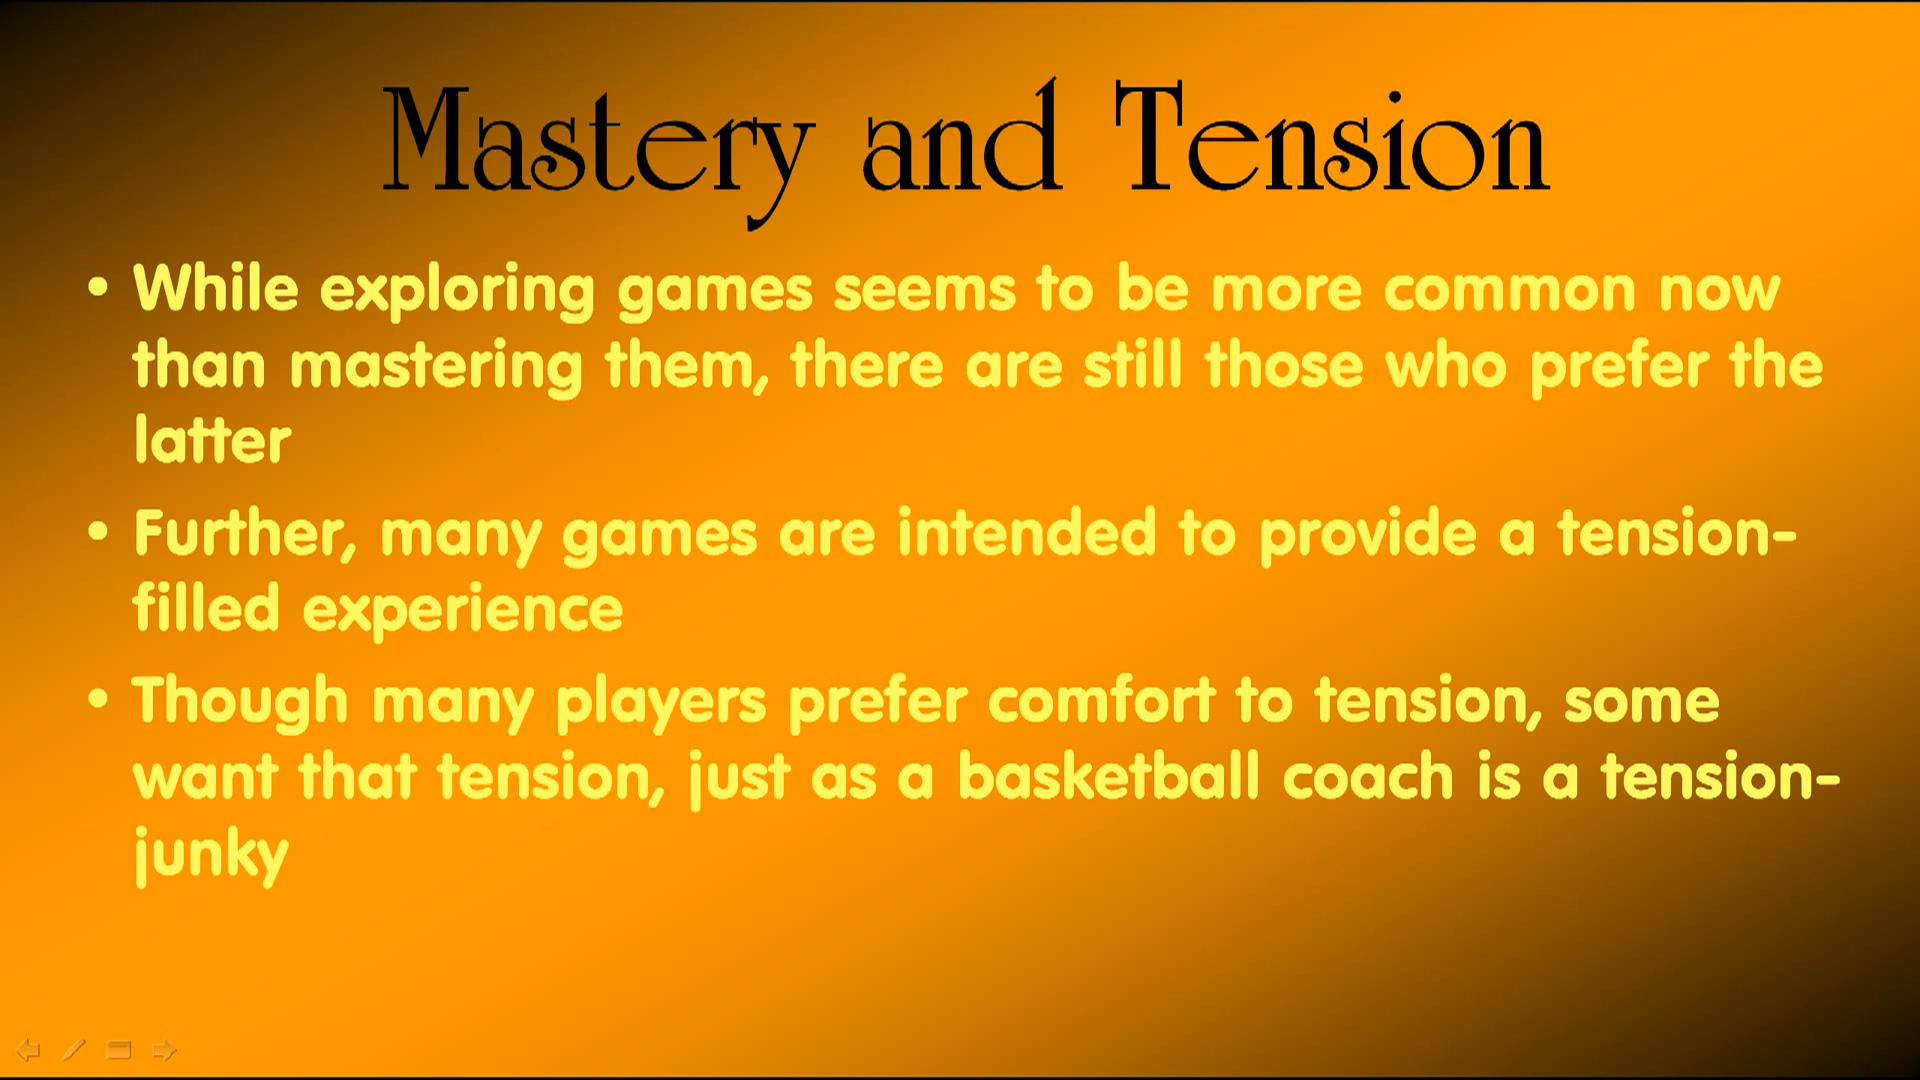 Mastery and Tension
• While exploring games seems to be more common now
than mastering them, there are still those who prefer the
latter
• Further, many games are intended to provide a tension-
filled experience
• Though many players prefer comfort to tension, some
want that tension, just as a basketball coach is a tension-
junky